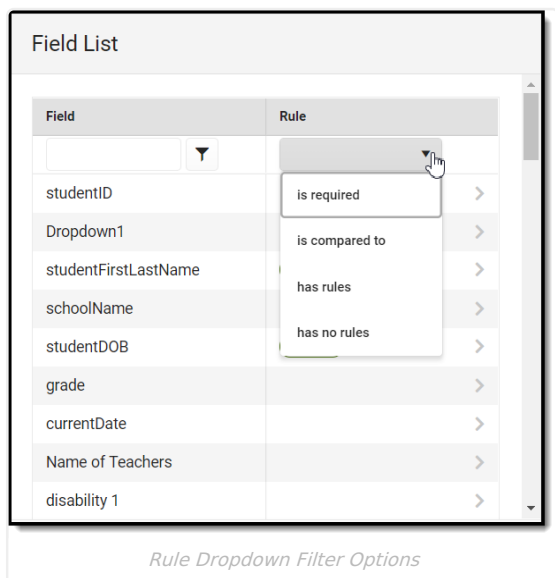 Field List
Field Rule
studentID
is required
Dropdown1
is compared to
studentFirstLastName
has rules
schoolName
has no rules
studentDOB
grade
currentDate
Name of Teachers
disability 1
Rule Dropdown Filter Options